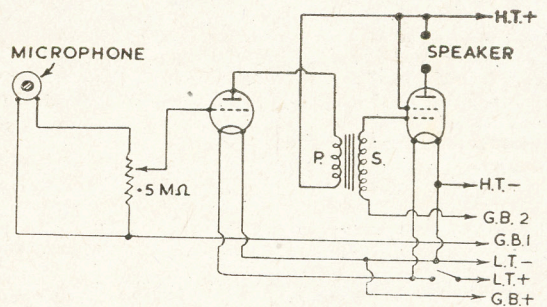 H.T.+
MICROPHONE
SPEAKER
P.
S.
·5 MΩ
H.T.-
G.B. 2
G.B.1
L.T.-
L.T.+
G.B.+